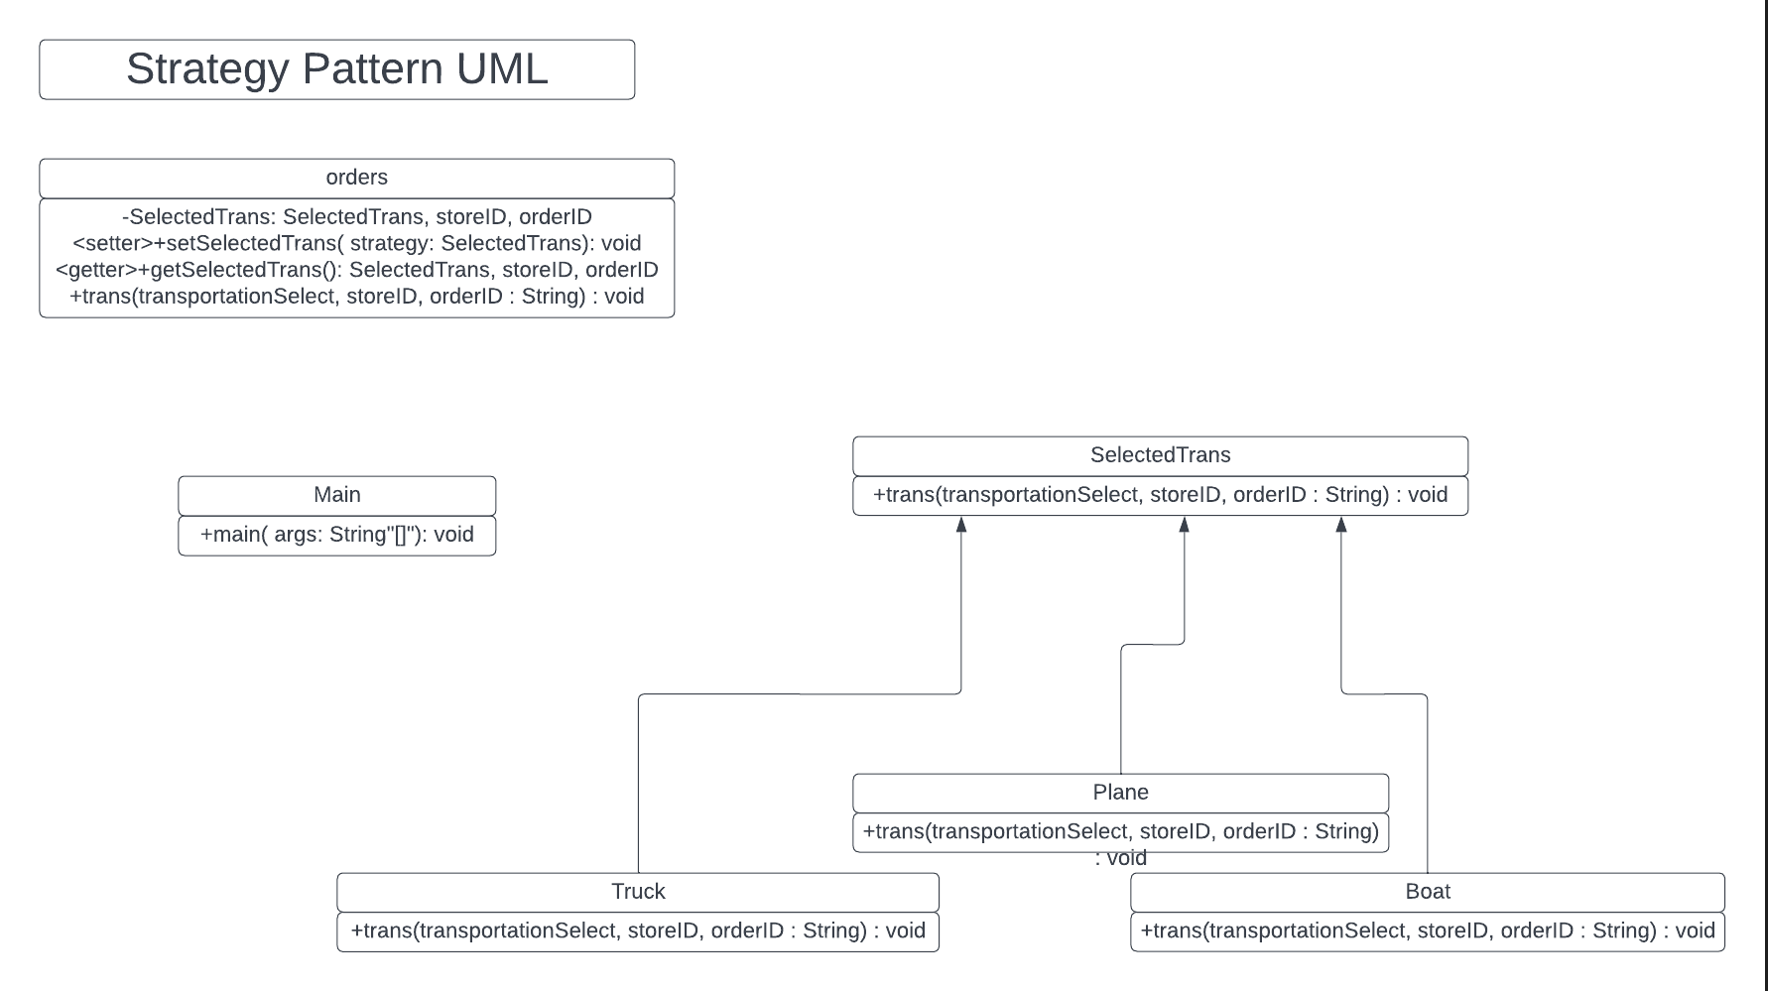 Strategy Pattern UML
orders
-SelectedTrans: SelectedTrans, storeID, orderID
<setter>+setSelectedTrans( strategy: SelectedTrans): void
<getter>+getSelectedTrans(): SelectedTrans, storeID, orderID
+trans(transportationSelect, storeID, orderID : String) : void
SelectedTrans
+trans(transportationSelect, storeID, orderID : String) : void
Main
+main( args: String"[]"): void
Plane
+trans(transportationSelect, storeID, orderID : String)
: void
Truck
+trans(transportationSelect, storeID, orderID : String) : void
Boat
+trans(transportationSelect, storeID, orderID : String) : void